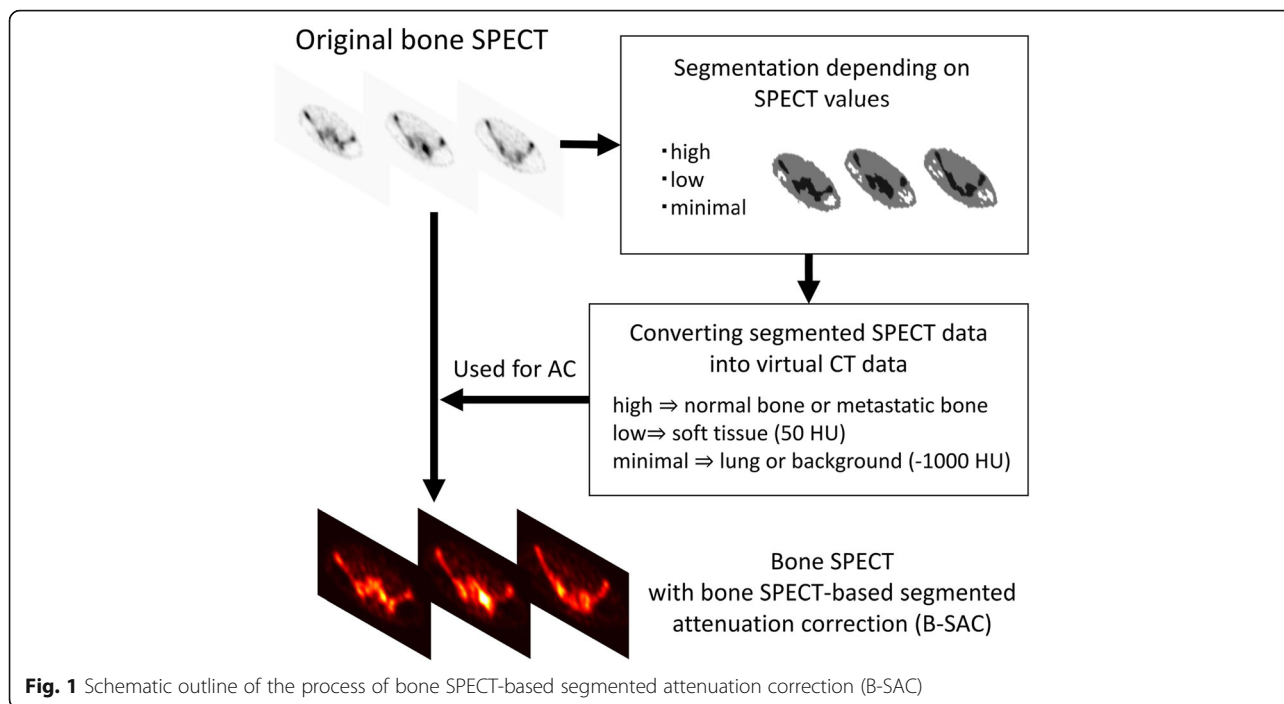 Original bone SPECT
Segmentation depending on
SPECT values
・high
・low
・minimal
Converting segmented SPECT data
into virtual CT data
Used for AC
high ⇒ normal bone or metastatic bone
low⇒ soft tissue (50 HU)
minimal ⇒ lung or background (-1000 HU)
Bone SPECT
with bone SPECT-based segmented
attenuation correction (B-SAC)
Fig. 1 Schematic outline of the process of bone SPECT-based segmented attenuation correction (B-SAC)